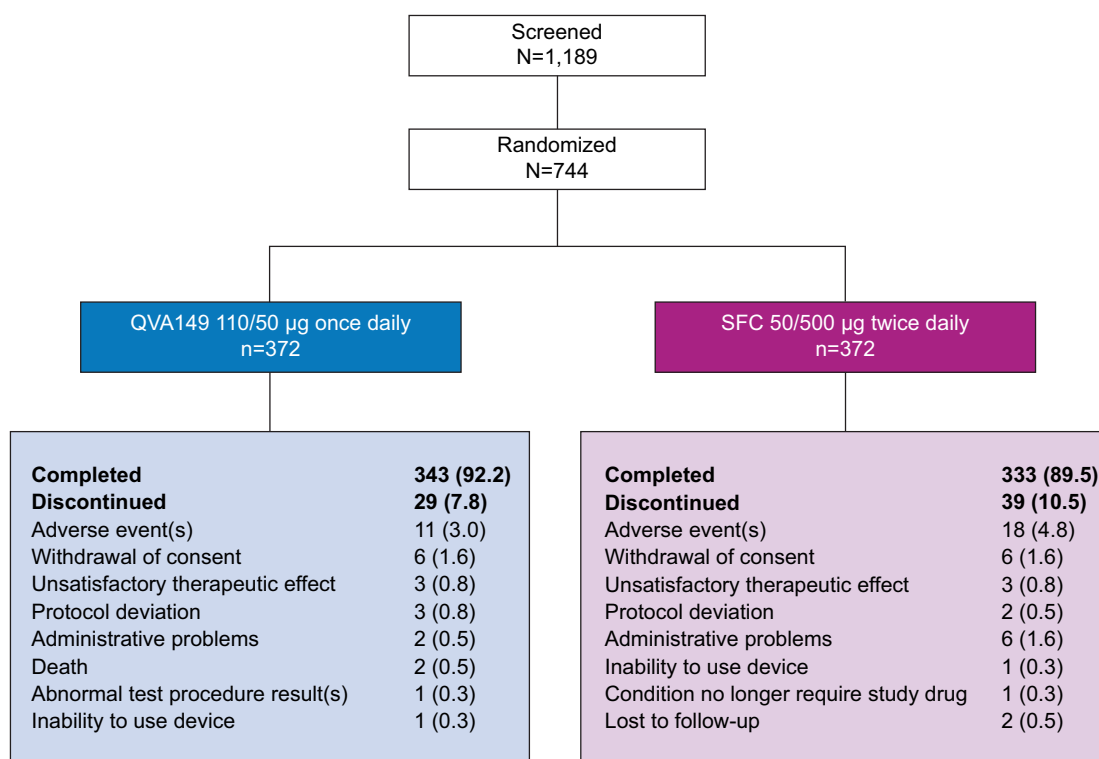 Screened
N=1,189
Randomized
N=744
QVA149 110/50 µg once daily
n=372
SFC 50/500 µg twice daily
n=372
Completed 343 (92.2)
Discontinued 29 (7.8)
Adverse event(s) 11 (3.0)
Withdrawal of consent 6 (1.6)
Unsatisfactory therapeutic effect 3 (0.8)
Protocol deviation 3 (0.8)
Administrative problems 2 (0.5)
Death 2 (0.5)
Abnormal test procedure result(s) 1 (0.3)
Inability to use device 1 (0.3)
Completed 333 (89.5)
Discontinued 39 (10.5)
Adverse event(s) 18 (4.8)
Withdrawal of consent 6 (1.6)
Unsatisfactory therapeutic effect 3 (0.8)
Protocol deviation 2 (0.5)
Administrative problems 6 (1.6)
Inability to use device 1 (0.3)
Condition no longer require study drug 1 (0.3)
Lost to follow-up 2 (0.5)